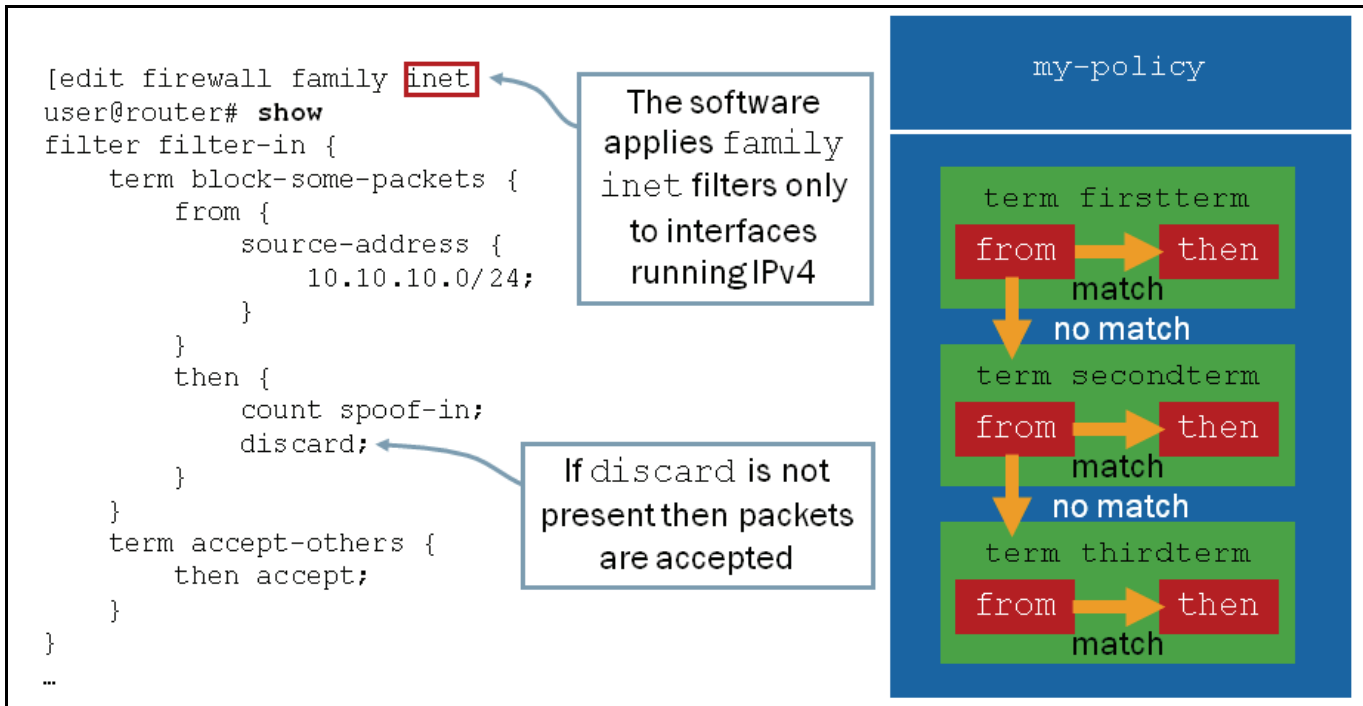 [edit firewall family inet
user@router# show
filter filter-in {
    term block-some-packets {
        from {
            source-address {
                10.10.10.0/24;
            }
        }
        then {
            count spoof-in;
            discard;
        }
    }
    term accept-others {
        then accept;
    }
}
…
The software
applies family
inet filters only
to interfaces
running IPv4
If discard is not
present then packets
are accepted
my-policy
term firstterm
from then
match
no match
term secondterm
from then
match
no match
term thirdterm
from then
match